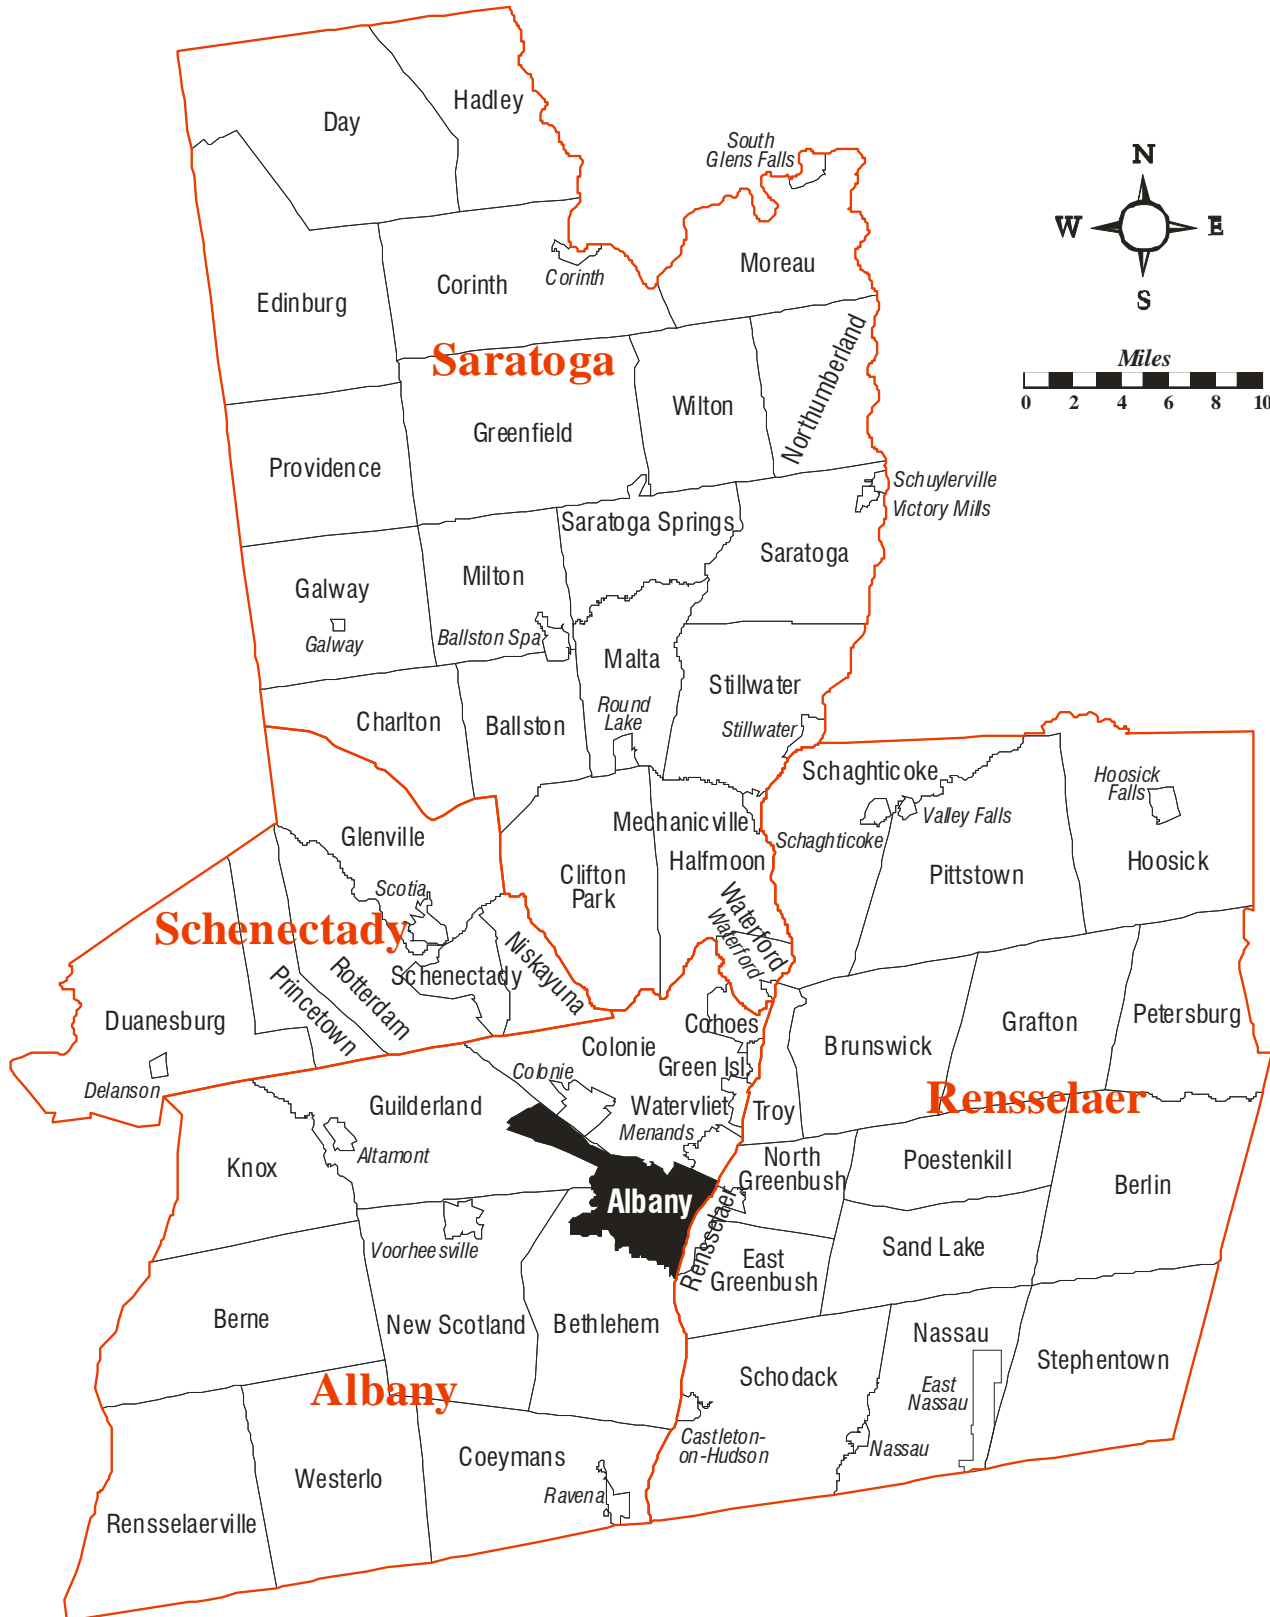 Hadley
Day
South
Glens Falls
N
W
E
S
Moreau
Corinth
Corinth
Edinburg
Saratoga
Northumberland
Miles
0 2 4 6 8 10
Wilton
Greenfield
Providence
Schuylerville
Victory Mills
Saratoga Springs
Saratoga
Milton
Galway
Galway
Ballston Spa
Malta
Stillwater
Round
Lake
Stillwater
Charlton
Ballston
Schaghticoke
Hoosick
Falls
Valley Falls
Schaghticoke
Mechanicville
Glenville
Halfmoon
Hoosick
Clifton
Park
Pittstown
Scotia
Waterford
Waterford
Schenectady
Niskayuna
Schenectady
Rotterdam
Princetown
Duanesburg
Delanson
Cohoes
Colonie
Green Isl.
Colonie
Brunswick
Grafton
Petersburg
Rensselaer
Guilderland
Watervliet
Menands
Troy
Altamont
Knox
North
Greenbush
Poestenkill
Berlin
Albany
Rensselaer
Voorheesville
East
Greenbush
Sand Lake
Berne
New Scotland
Bethlehem
Nassau
Stephentown
Schodack
East
Nassau
Albany
Castleton-
on-Hudson
Nassau
Coeymans
Westerlo
Ravena
Rensselaerville